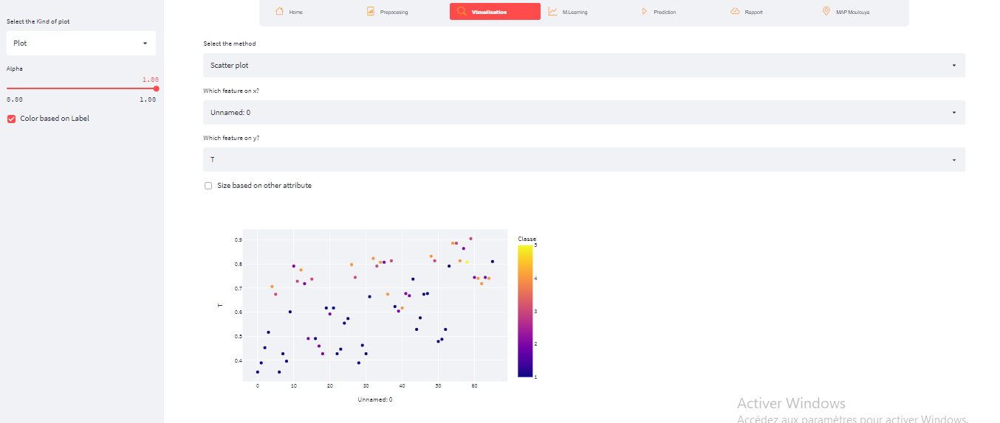 Home
Prepocesing
Vizualisation
M.Learning
Prediction
Rapport
MAP Moulouya
Select the Kind of plot
Plot
Alpha
1.00
0.00 1.00
Color based on Label
Select the method
Scatter plot
Which feature on x?
Unnamed: 0
Which feature on y?
T
Size based on other attribute
0.9
0.8
0.7
0.6
0.5
0.4
T
0 10 20 30 40 50 60
Unnamed: 0
Classe
5
4
3
2
1
Activer Windows
Accédez aux paramètres pour activer Windows.